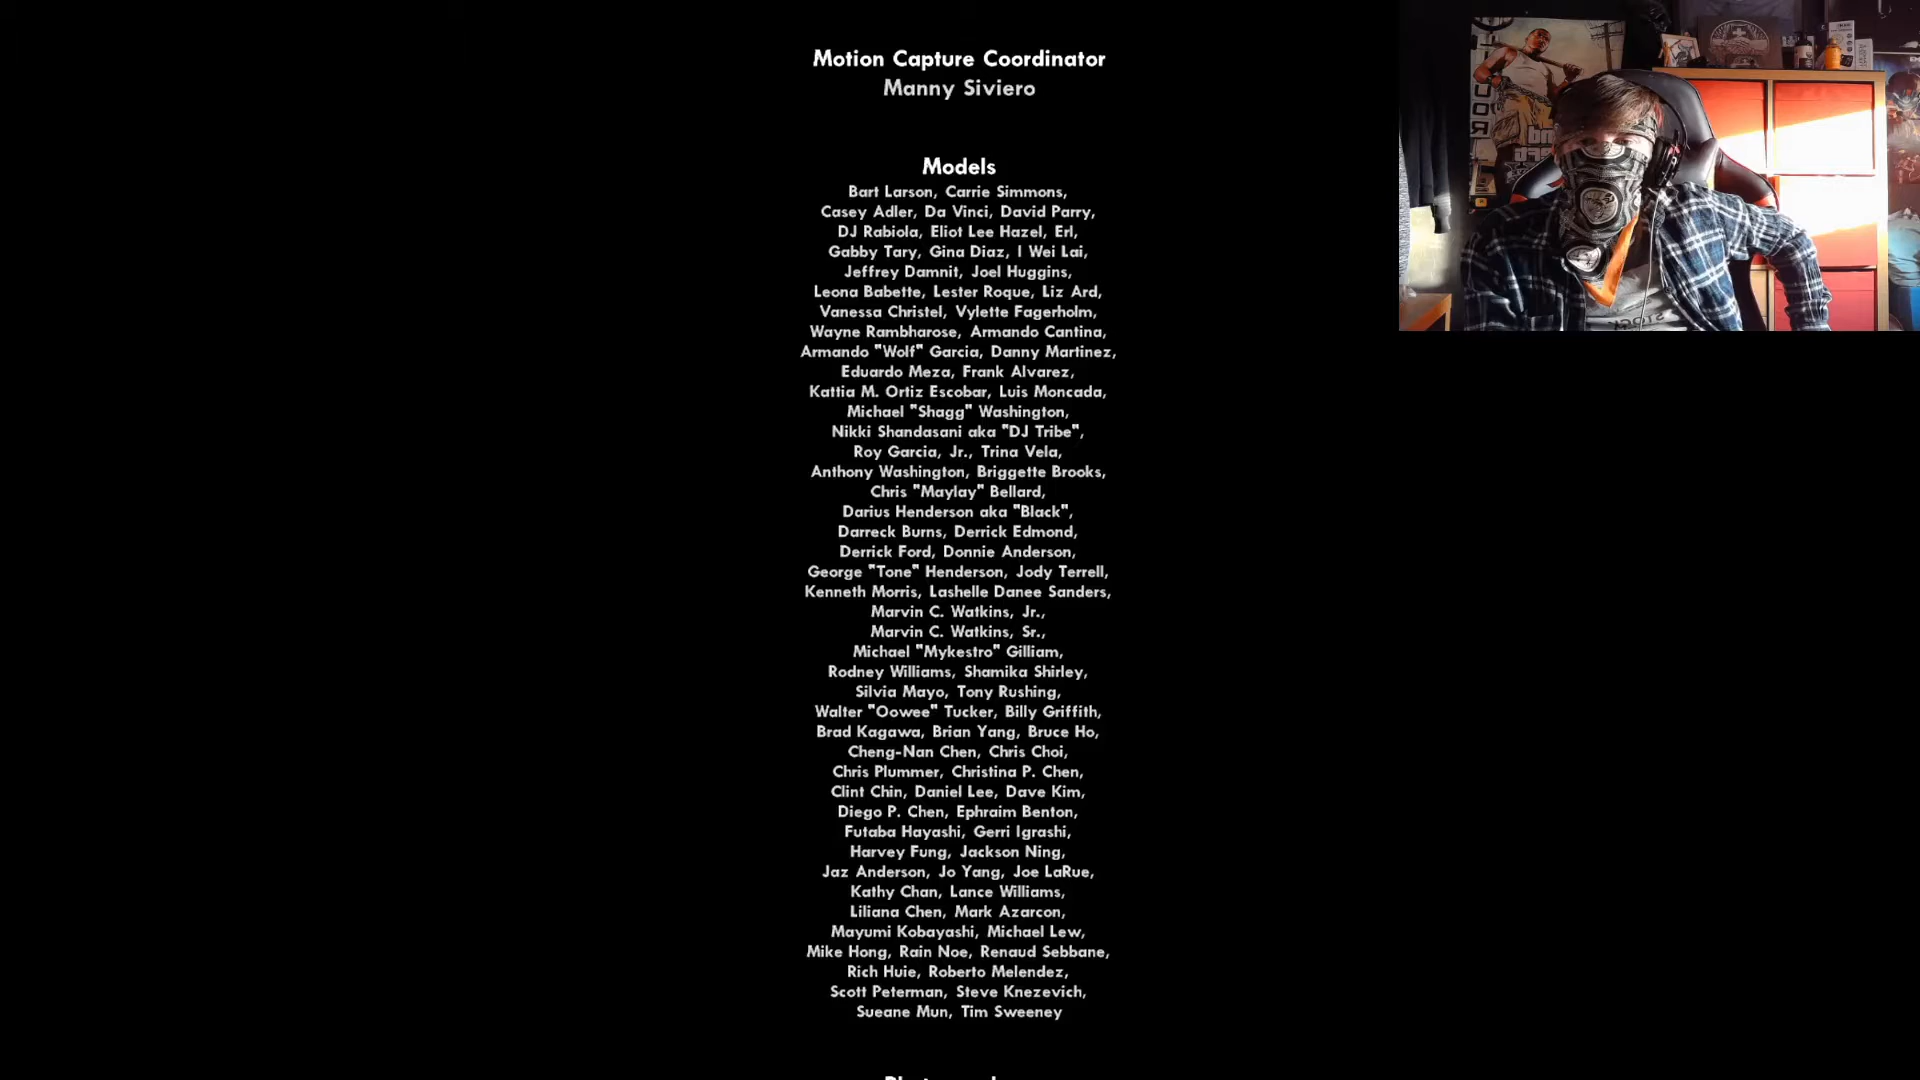 Motion Capture Coordinator
Manny Siviero
Models
Bart Larson, Carrie Simmons,
Casey Adler, Da Vinci, David Parry,
DJ Rabiola, Eliot Lee Hazel, Erl,
Gabby Tary, Gina Diaz, I Wei Lai,
Jeffrey Damnit, Joel Huggins,
Leona Babette, Lester Roque, Liz Ard,
Vanessa Christel, Vylette Fagerholm,
Wayne Rambharose, Armando Cantina,
Armando "Wolf" Garcia, Danny Martinez,
Eduardo Meza, Frank Alvarez,
Kattia M. Ortiz Escobar, Luis Moncada,
Michael "Shagg" Washington,
Nikki Shandasani aka "DJ Tribe",
Roy Garcia, Jr., Trina Vela,
Anthony Washington, Briggette Brooks,
Chris "Maylay" Bellard,
Darius Henderson aka "Black",
Darreck Burns, Derrick Edmond,
Derrick Ford, Donnie Anderson,
George "Tone" Henderson, Jody Terrell,
Kenneth Morris, Lashelle Danee Sanders,
Marvin C. Watkins, Jr.,
Marvin C. Watkins, Sr.,
Michael "Mykestro" Gilliam,
Rodney Williams, Shamika Shirley,
Silvia Mayo, Tony Rushing,
Walter "Oowee" Tucker, Billy Griffith,
Brad Kagawa, Brian Yang, Bruce Ho,
Cheng-Nan Chen, Chris Choi,
Chris Plummer, Christina P. Chen,
Clint Chin, Daniel Lee, Dave Kim,
Diego P. Chen, Ephraim Benton,
Futaba Hayashi, Gerri Igrashi,
Harvey Fung, Jackson Ning,
Jaz Anderson, Jo Yang, Joe LaRue,
Kathy Chan, Lance Williams,
Liliana Chen, Mark Azarcon,
Mayumi Kobayashi, Michael Lew,
Mike Hong, Rain Noe, Renaud Sebbane,
Rich Huie, Roberto Melendez,
Scott Peterman, Steve Knezevich,
Sueane Mun, Tim Sweeney